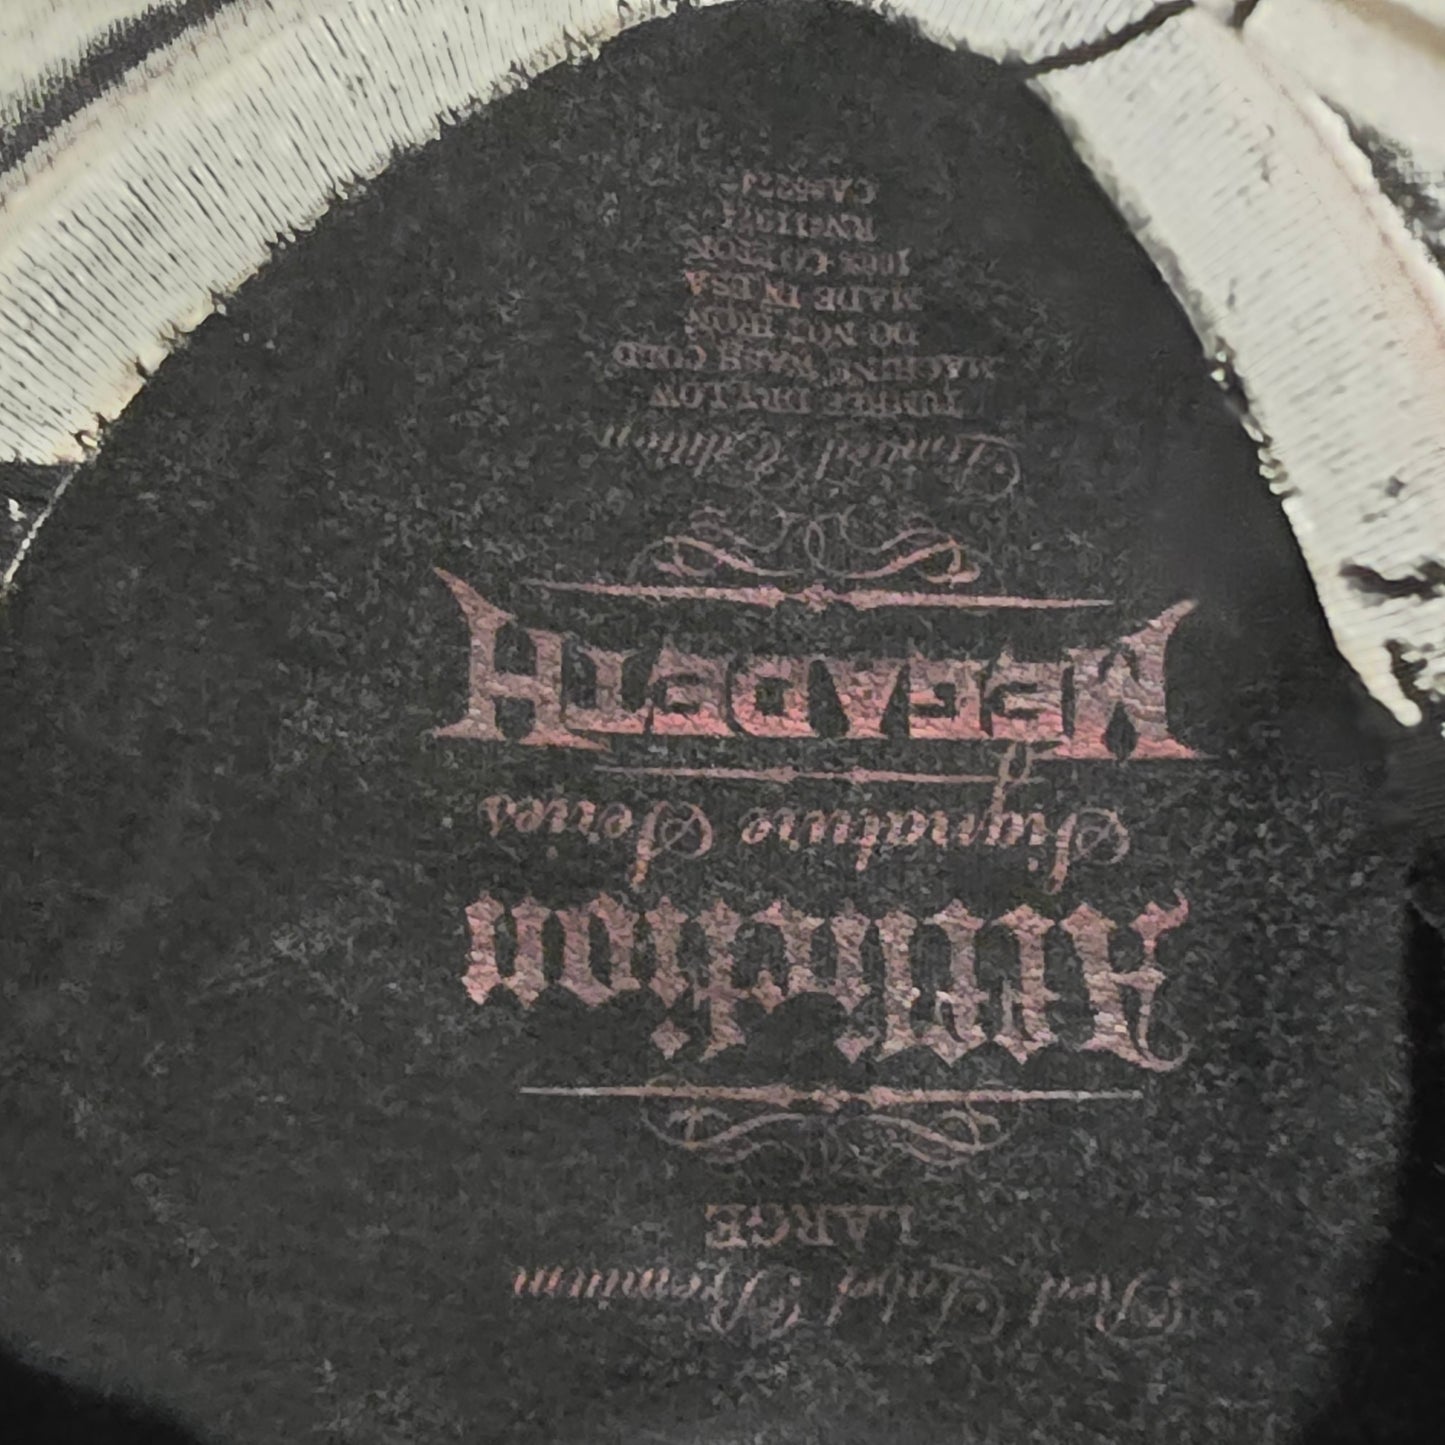 Red Label Premium
LARGE
Affliction
Signature Series
of
MEGADETH
Limited Edition
TUMBLE DRY LOW
MACHINE WASH COLD
DO NOT IRON
MADE IN USA
100% COTTON